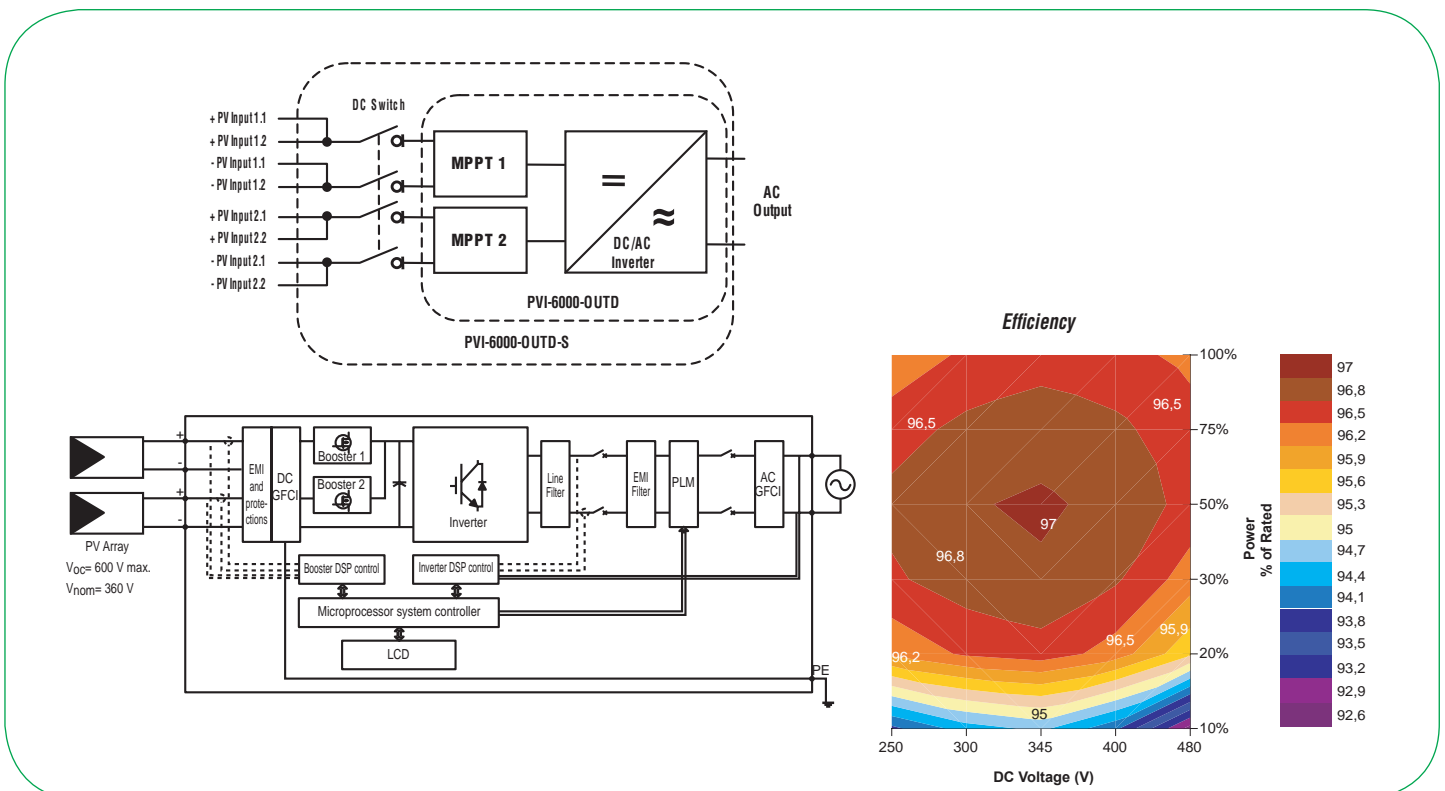 DC Switch
+ PV Input 1.1
+ PV Input 1.2
- PV Input 1.1
- PV Input 1.2
+ PV Input 2.1
+ PV Input 2.2
- PV Input 2.1
- PV Input 2.2
MPPT 1
MPPT 2
=
≈
DC/AC
Inverter
AC
Output
PVI-6000-OUTD
PVI-6000-OUTD-S
+
-
+
-
PV Array
Voc= 600 V max.
Vnom= 360 V
EMI
and
prote-
ctions
DC
GFCI
Booster 1
Booster 2
Inverter
Line
Filter
EMI
Filter
PLM
AC
GFCI
Booster DSP control
Inverter DSP control
Microprocessor system controller
LCD
PE
Efficiency
96,5
96,5
97
96,8
96,5
95,9
96,2
95
100%
75%
50%
30%
20%
10%
Power
% of Rated
250
300
345
400
480
DC Voltage (V)
97
96,8
96,5
96,2
95,9
95,6
95,3
95
94,7
94,4
94,1
93,8
93,5
93,2
92,9
92,6